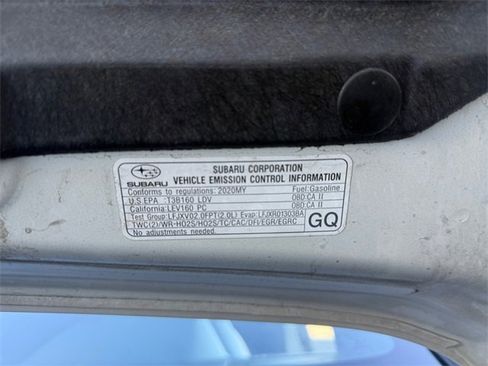 SUBARU CORPORATION
SUBARU VEHICLE EMISSION CONTROL INFORMATION
Conforms to regulations: 2020MY Fuel:Gasoline
U.S EPA :T3B160 LDV OBD:CA II
California:LEV160 PC OBD:CA II
Test Group:LFJXV02.0FPT(2.0L) Evap:LFJXR01303BA
TWC(2)/WR-HO2S/HO2S/TC/CAC/DFI/EGR/EGRC
No adjustments needed.
GQ